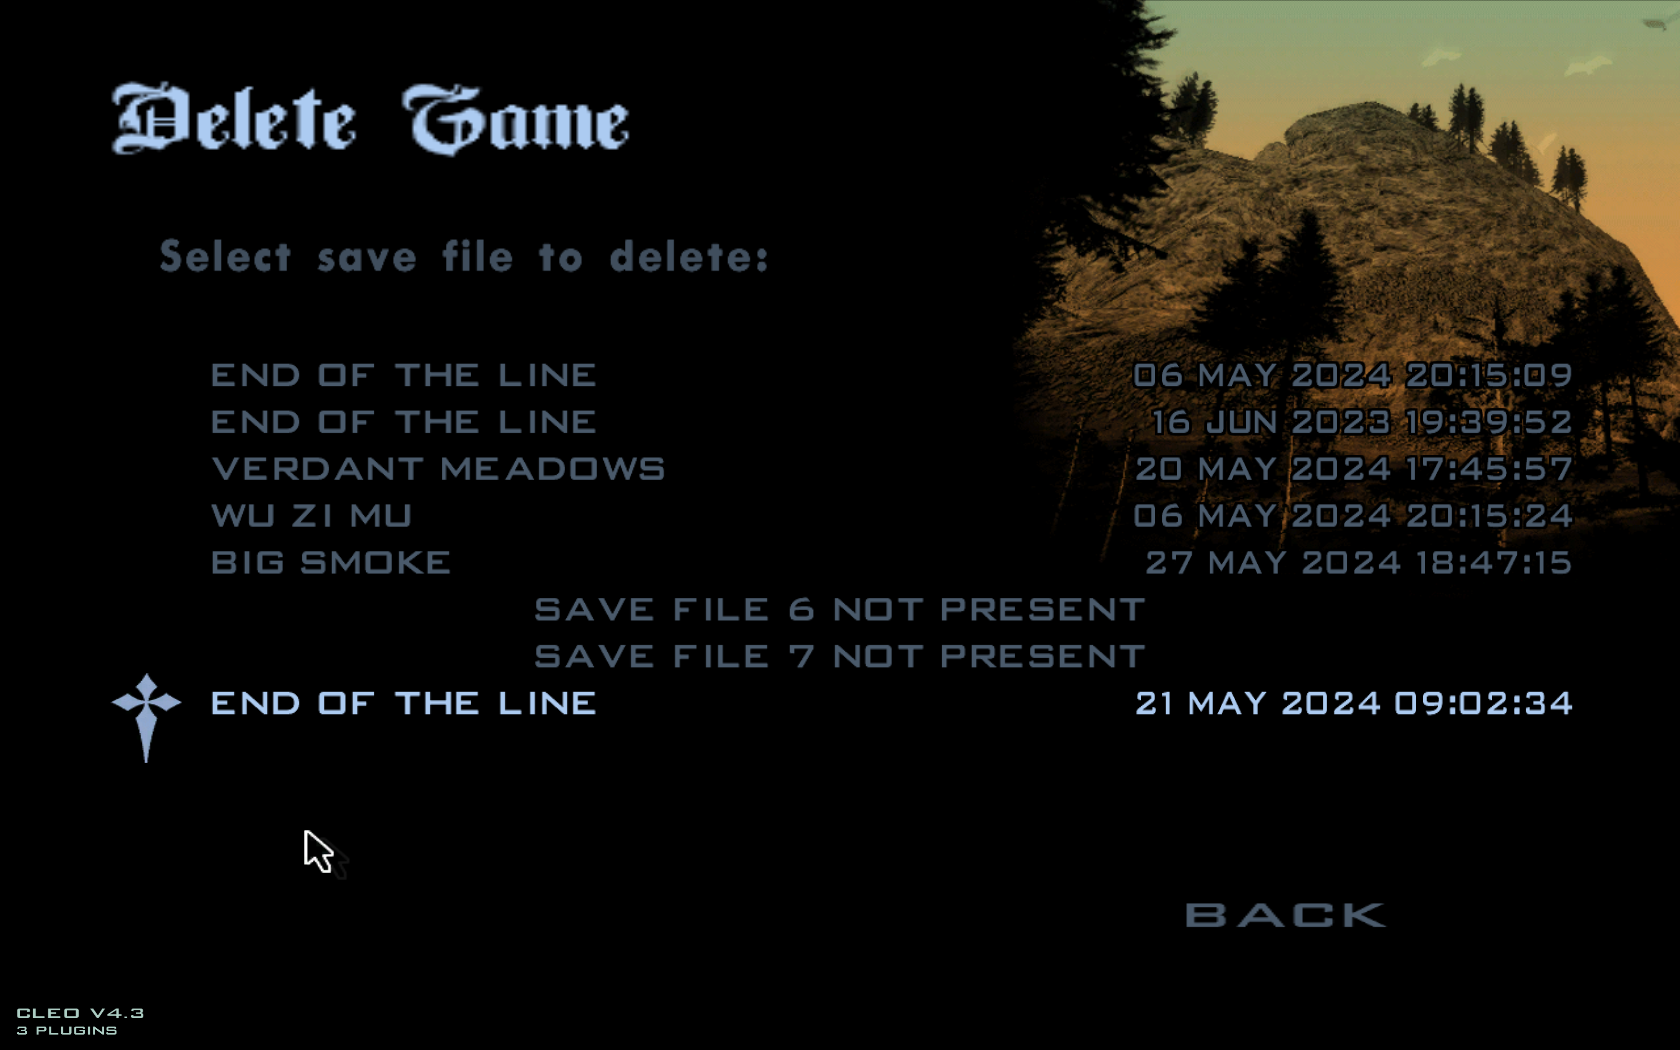 Delete Game
Select save file to delete:
END OF THE LINE 06 MAY 2024 20:15:09
END OF THE LINE 16 JUN 2023 19:39:52
VERDANT MEADOWS 20 MAY 2024 17:45:57
WU ZI MU 06 MAY 2024 20:15:24
BIG SMOKE 27 MAY 2024 18:47:15
SAVE FILE 6 NOT PRESENT
SAVE FILE 7 NOT PRESENT
END OF THE LINE 21 MAY 2024 09:02:34
BACK
CLEO V4.3
3 PLUGINS